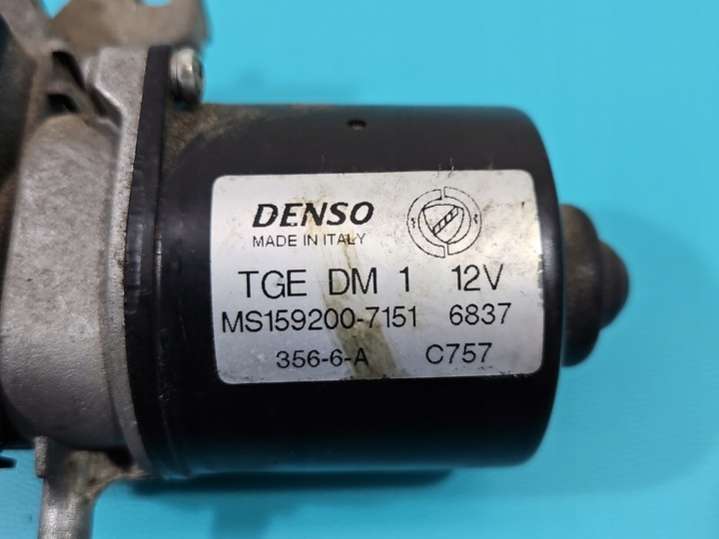 DENSO
MADE IN ITALY
TGE DM 1 12V
MS159200-7151 6837
356-6-A C757